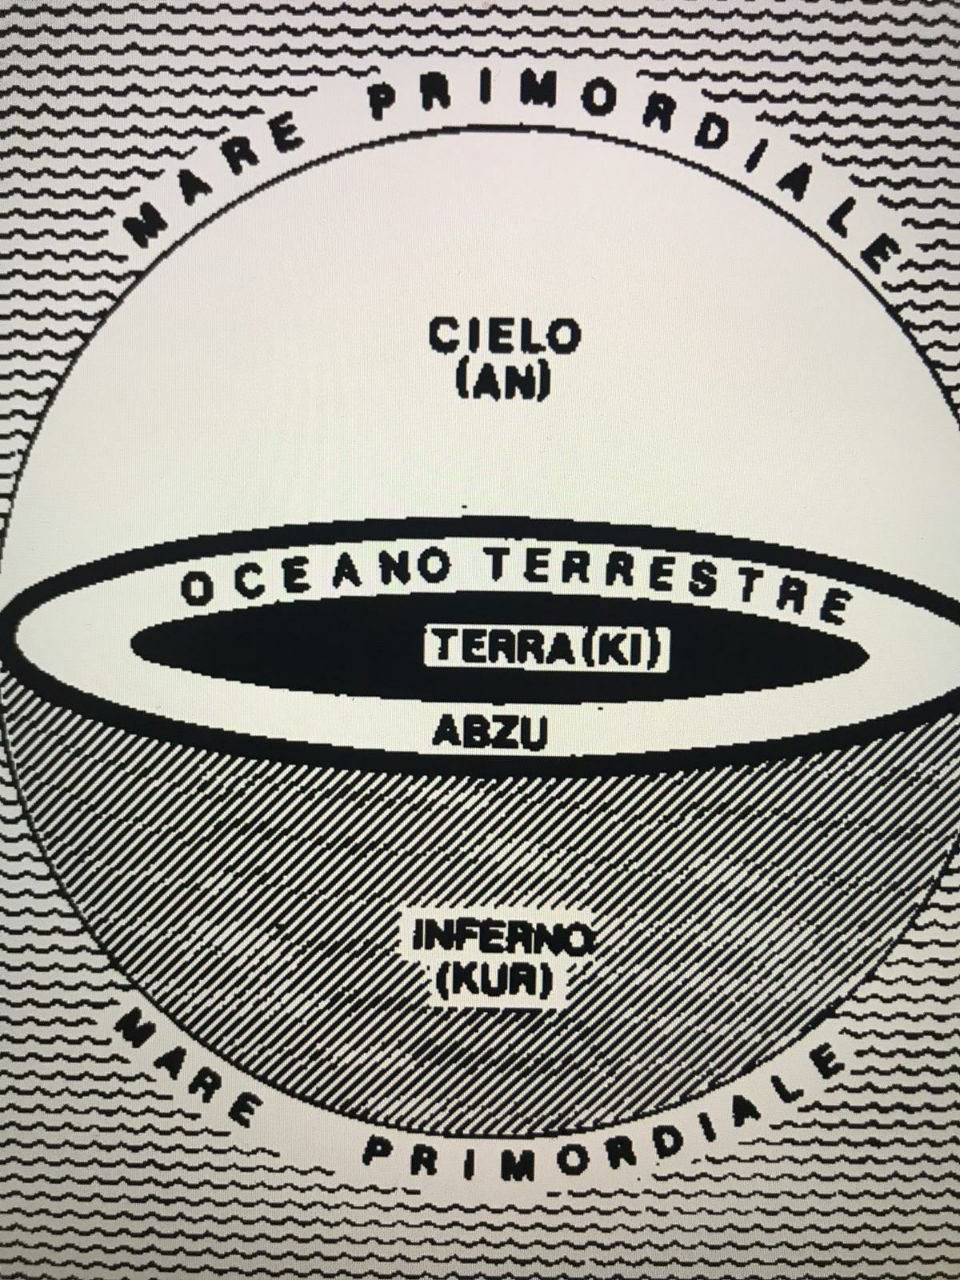 MARE PRIMORDIALE
CIELO
(AN)
OCEANO TERRESTRE
TERRA(KI)
ABZU
INFERNO
(KUR)
MARE PRIMORDIALE